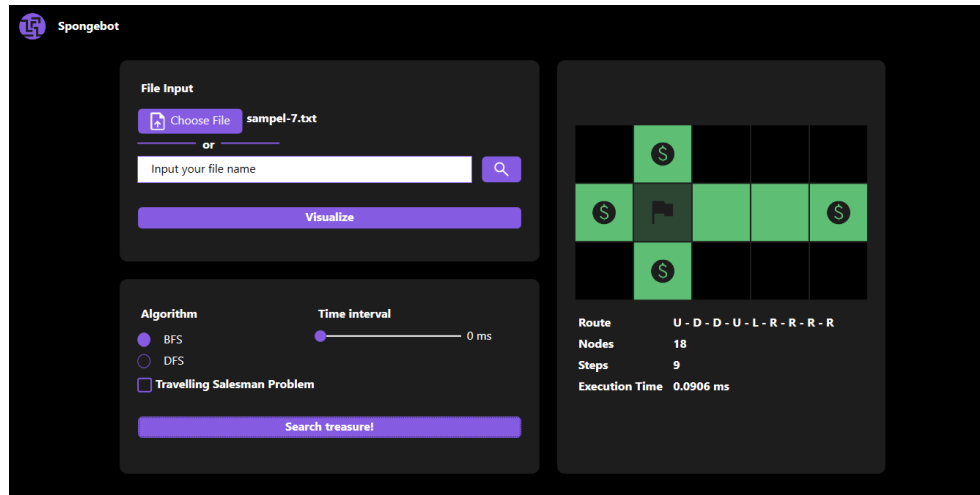 Spongebot
File Input
Choose File sampel-7.txt
or
Input your file name
Visualize
Algorithm
BFS
DFS
Travelling Salesman Problem
Time interval
0 ms
Search treasure!
$
$
$
$
Route U - D - D - U - L - R - R - R - R
Nodes 18
Steps 9
Execution Time 0.0906 ms